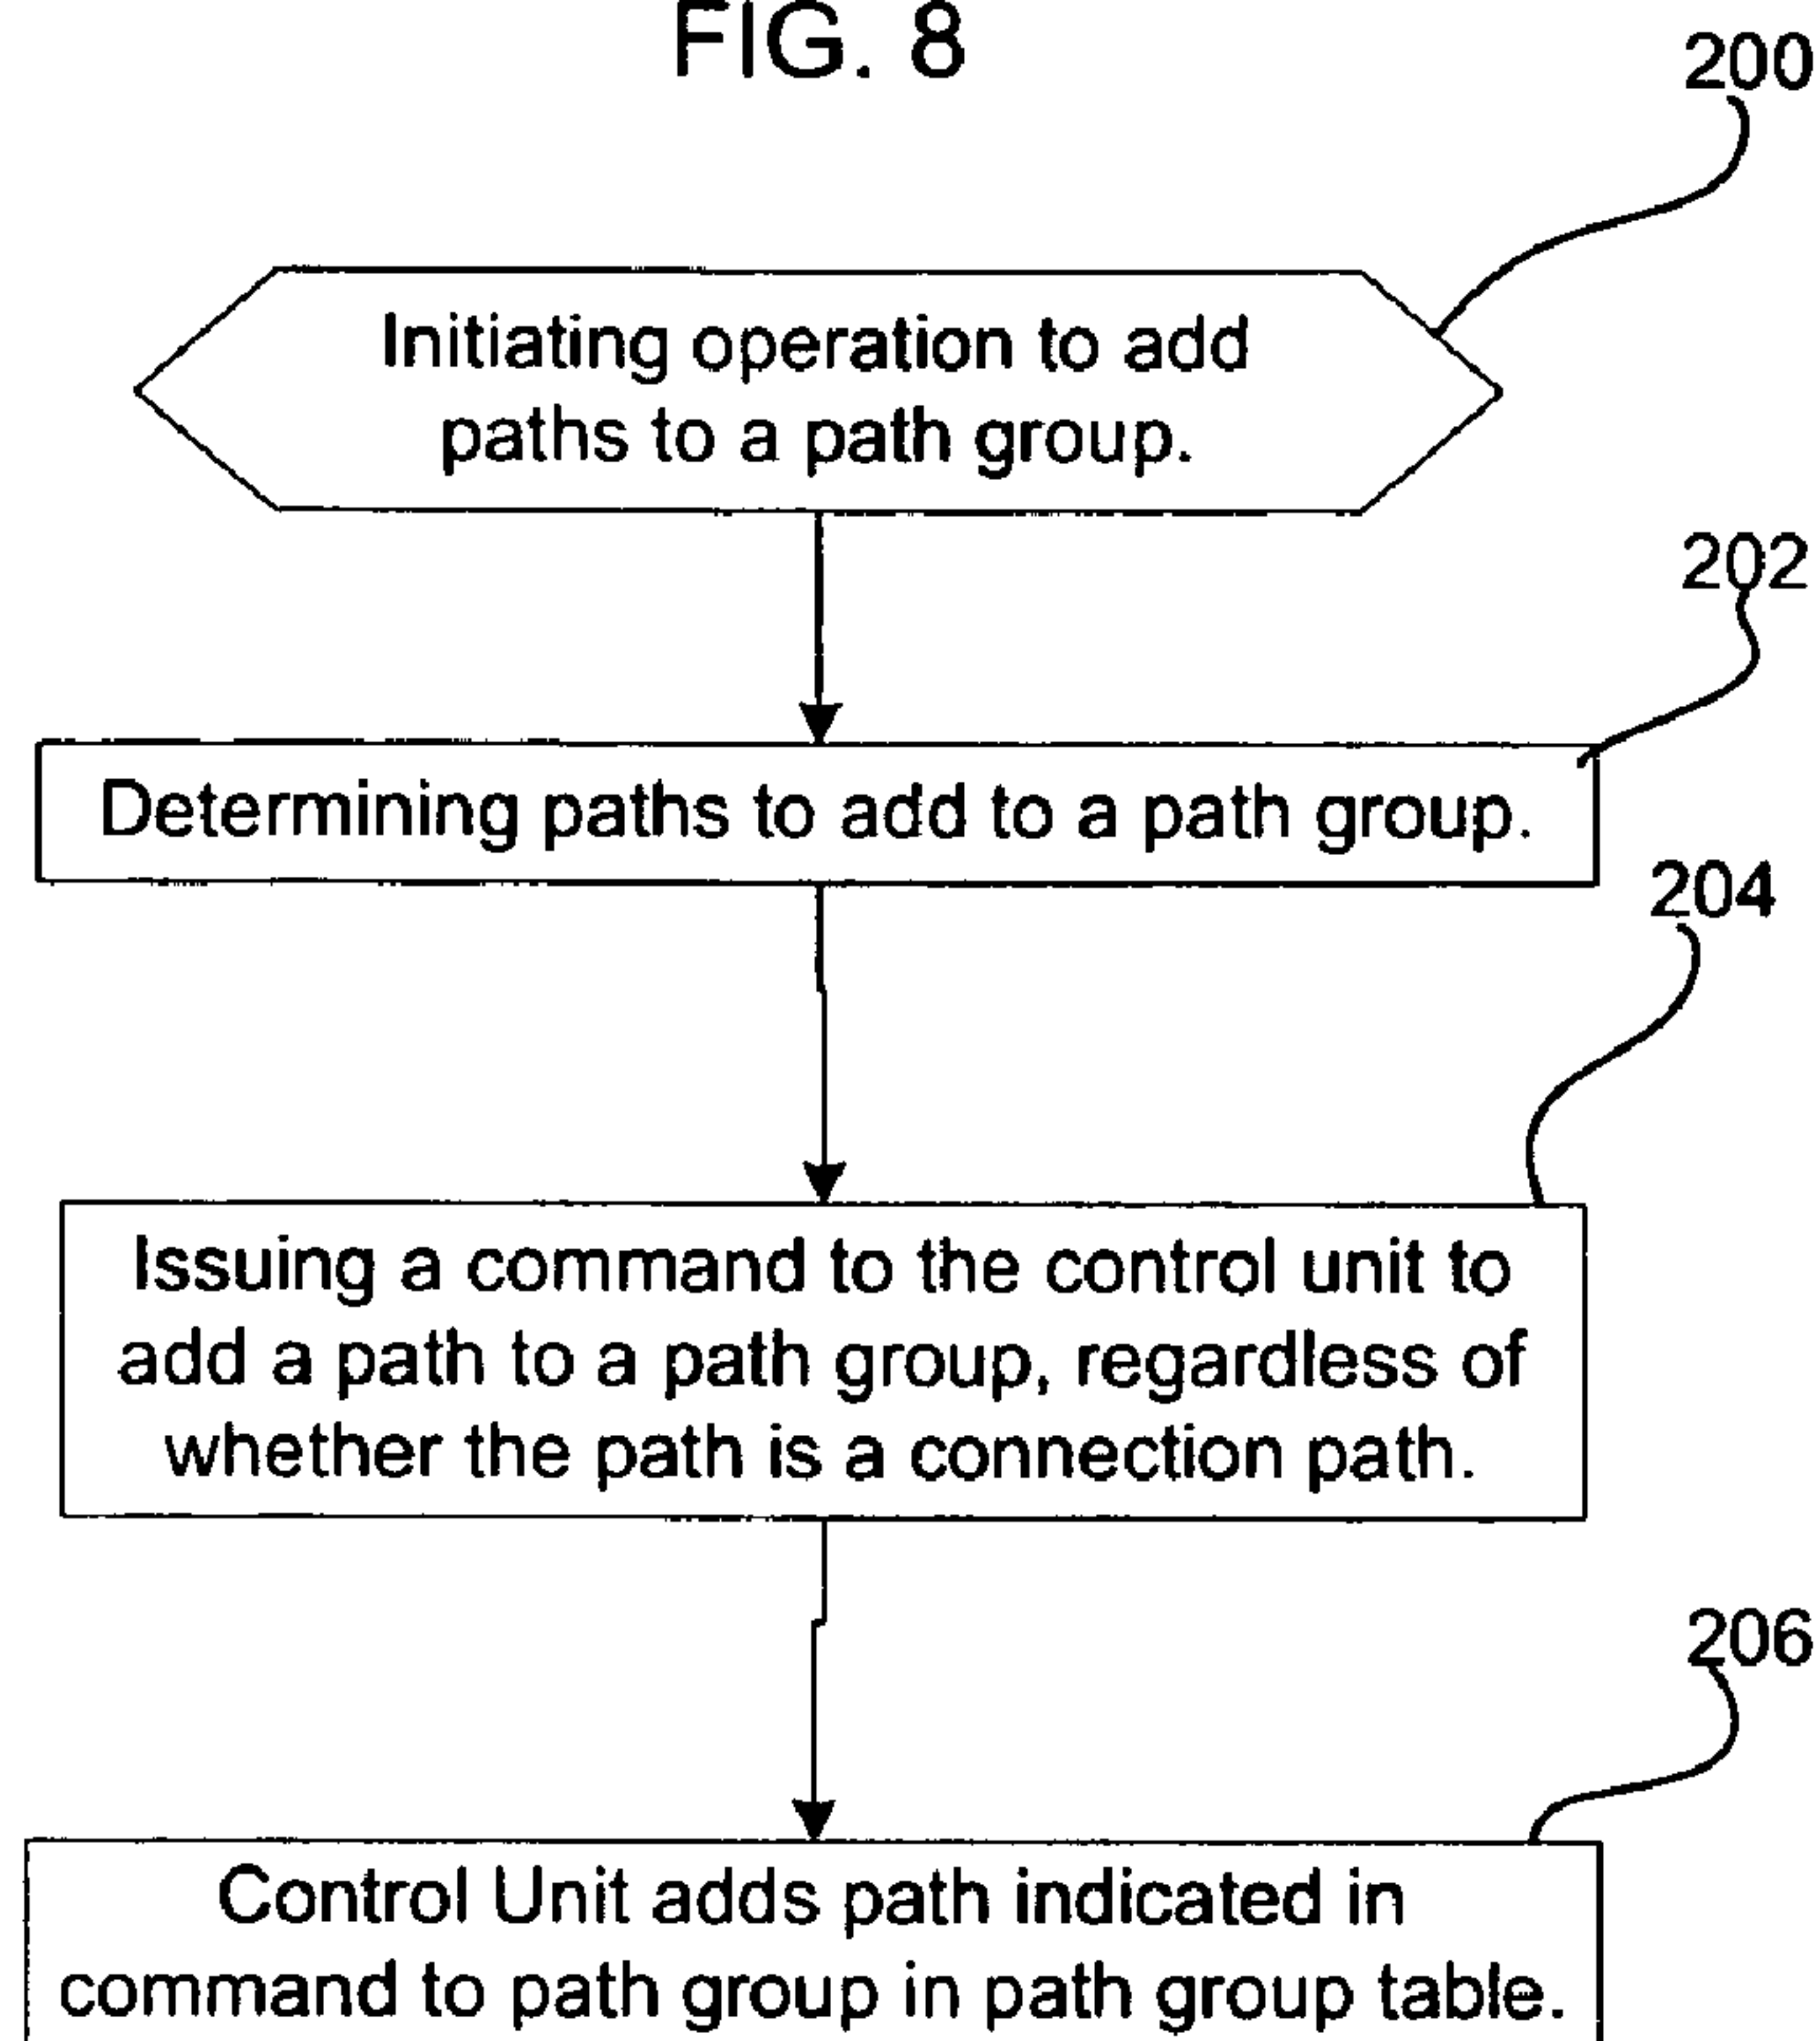 FIG. 8
200
Initiating operation to add
paths to a path group.
202
Determining paths to add to a path group.
204
Issuing a command to the control unit to
add a path to a path group, regardless of
whether the path is a connection path.
206
Control Unit adds path indicated in
command to path group in path group table.